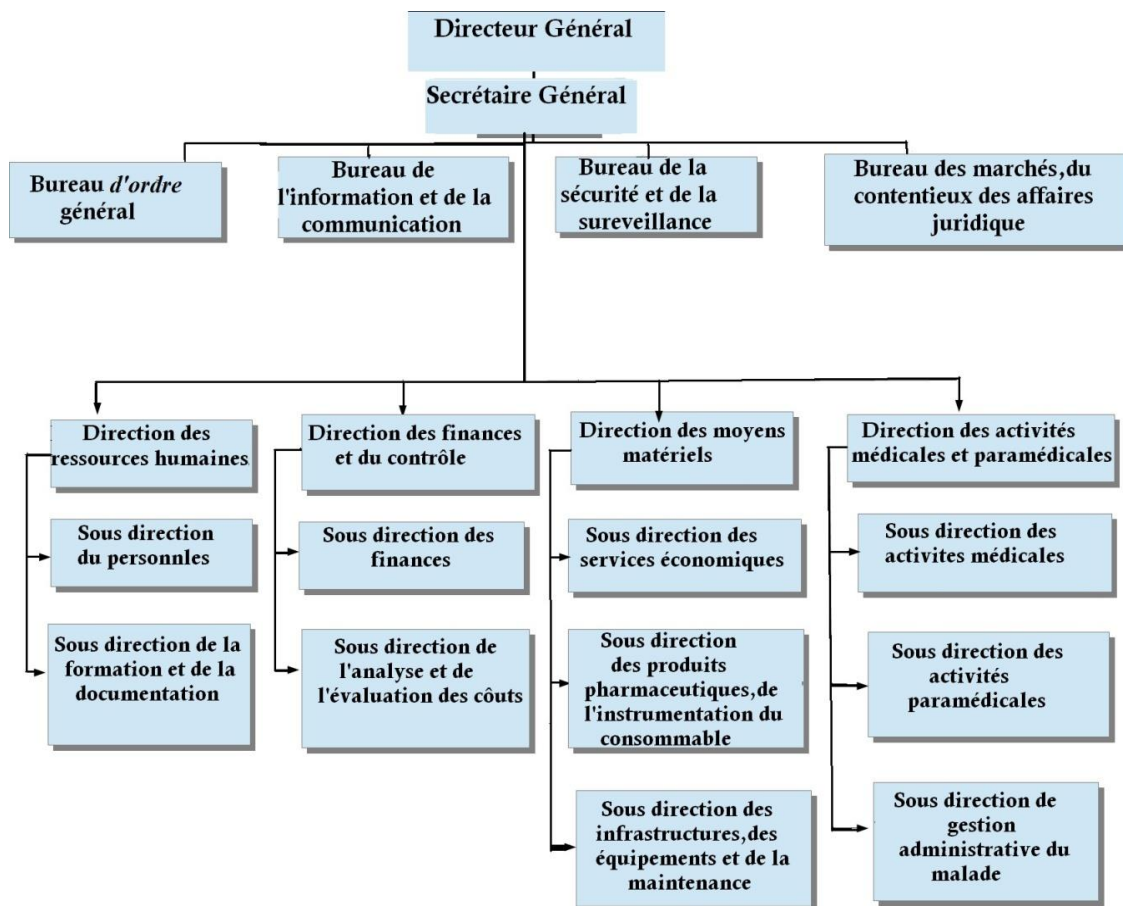 Directeur Général
Secrétaire Général
Bureau d'ordre
général
Bureau de
l'information et de la
communication
Bureau de la
sécurité et de la
sureveillance
Bureau des marchés,du
contentieux des affaires
juridique
Direction des
ressources humaines
Direction des finances
et du contrôle
Direction des moyens
matériels
Direction des activités
médicales et paramédicales
Sous direction
du personnles
Sous direction des
finances
Sous direction des
services économiques
Sous direction des
activites médicales
Sous direction de la
formation et de la
documentation
Sous direction de
l'analyse et de
l'évaluation des côuts
Sous direction
des produits
pharmaceutiques,de
l'instrumentation du
consommable
Sous direction des
activités
paramédicales
Sous direction des
infrastructures,des
équipements et de la
maintenance
Sous direction de
gestion
administrative du
malade